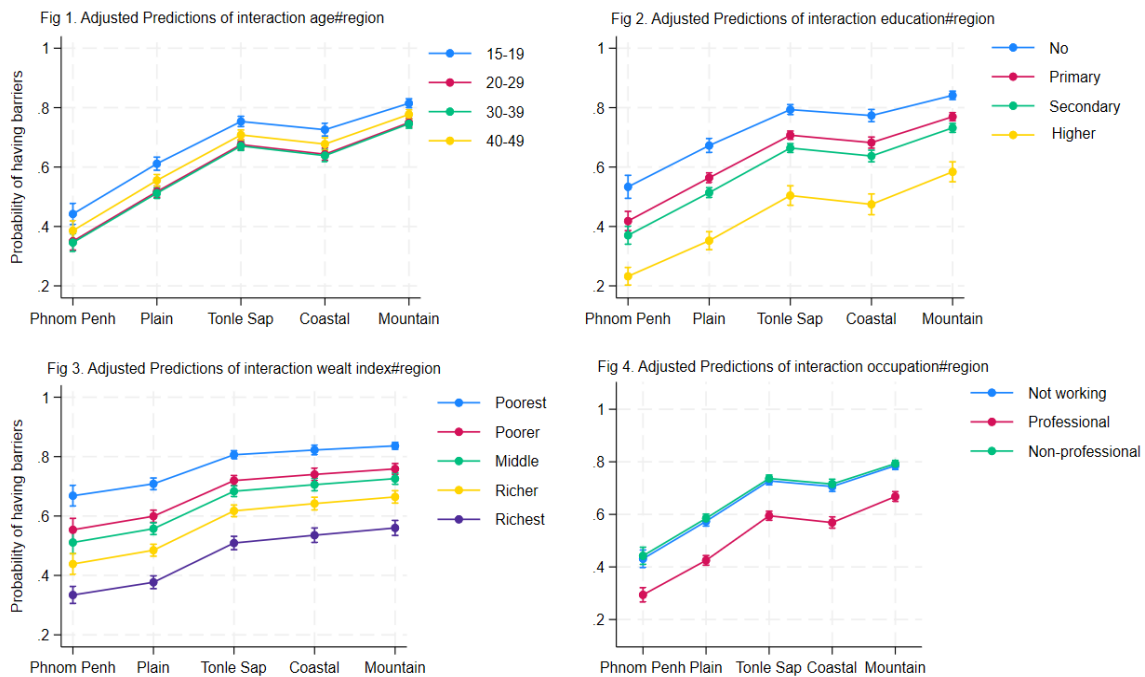 Fig 1. Adjusted Predictions of interaction age#region
Probability of having barriers
1
.8
.6
.4
.2
Phnom Penh Plain Tonle Sap Coastal Mountain
15-19
20-29
30-39
40-49
Fig 2. Adjusted Predictions of interaction education#region
1
.8
.6
.4
.2
Phnom Penh Plain Tonle Sap Coastal Mountain
No
Primary
Secondary
Higher
Fig 3. Adjusted Predictions of interaction wealt index#region
Probability of having barriers
1
.8
.6
.4
.2
Phnom Penh Plain Tonle Sap Coastal Mountain
Poorest
Poorer
Middle
Richer
Richest
Fig 4. Adjusted Predictions of interaction occupation#region
1
.8
.6
.4
.2
Phnom Penh Plain Tonle Sap Coastal Mountain
Not working
Professional
Non-professional